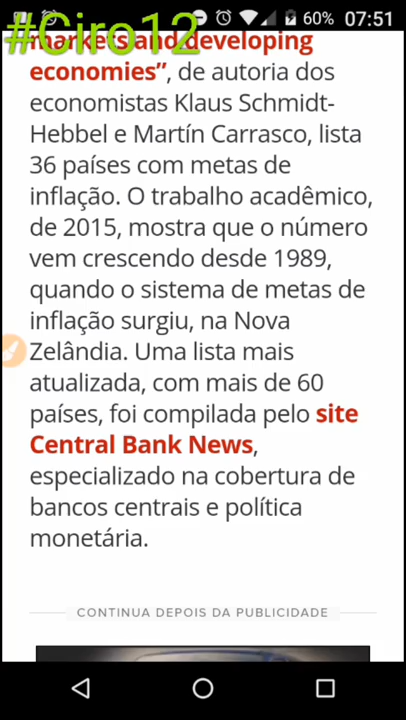 #Ciro12
60% 07:51
markets and developing
economies”, de autoria dos
economistas Klaus Schmidt-
Hebbel e Martín Carrasco, lista
36 países com metas de
inflação. O trabalho acadêmico,
de 2015, mostra que o número
vem crescendo desde 1989,
quando o sistema de metas de
inflação surgiu, na Nova
Zelândia. Uma lista mais
atualizada, com mais de 60
países, foi compilada pelo site
Central Bank News,
especializado na cobertura de
bancos centrais e política
monetária.
CONTINUA DEPOIS DA PUBLICIDADE